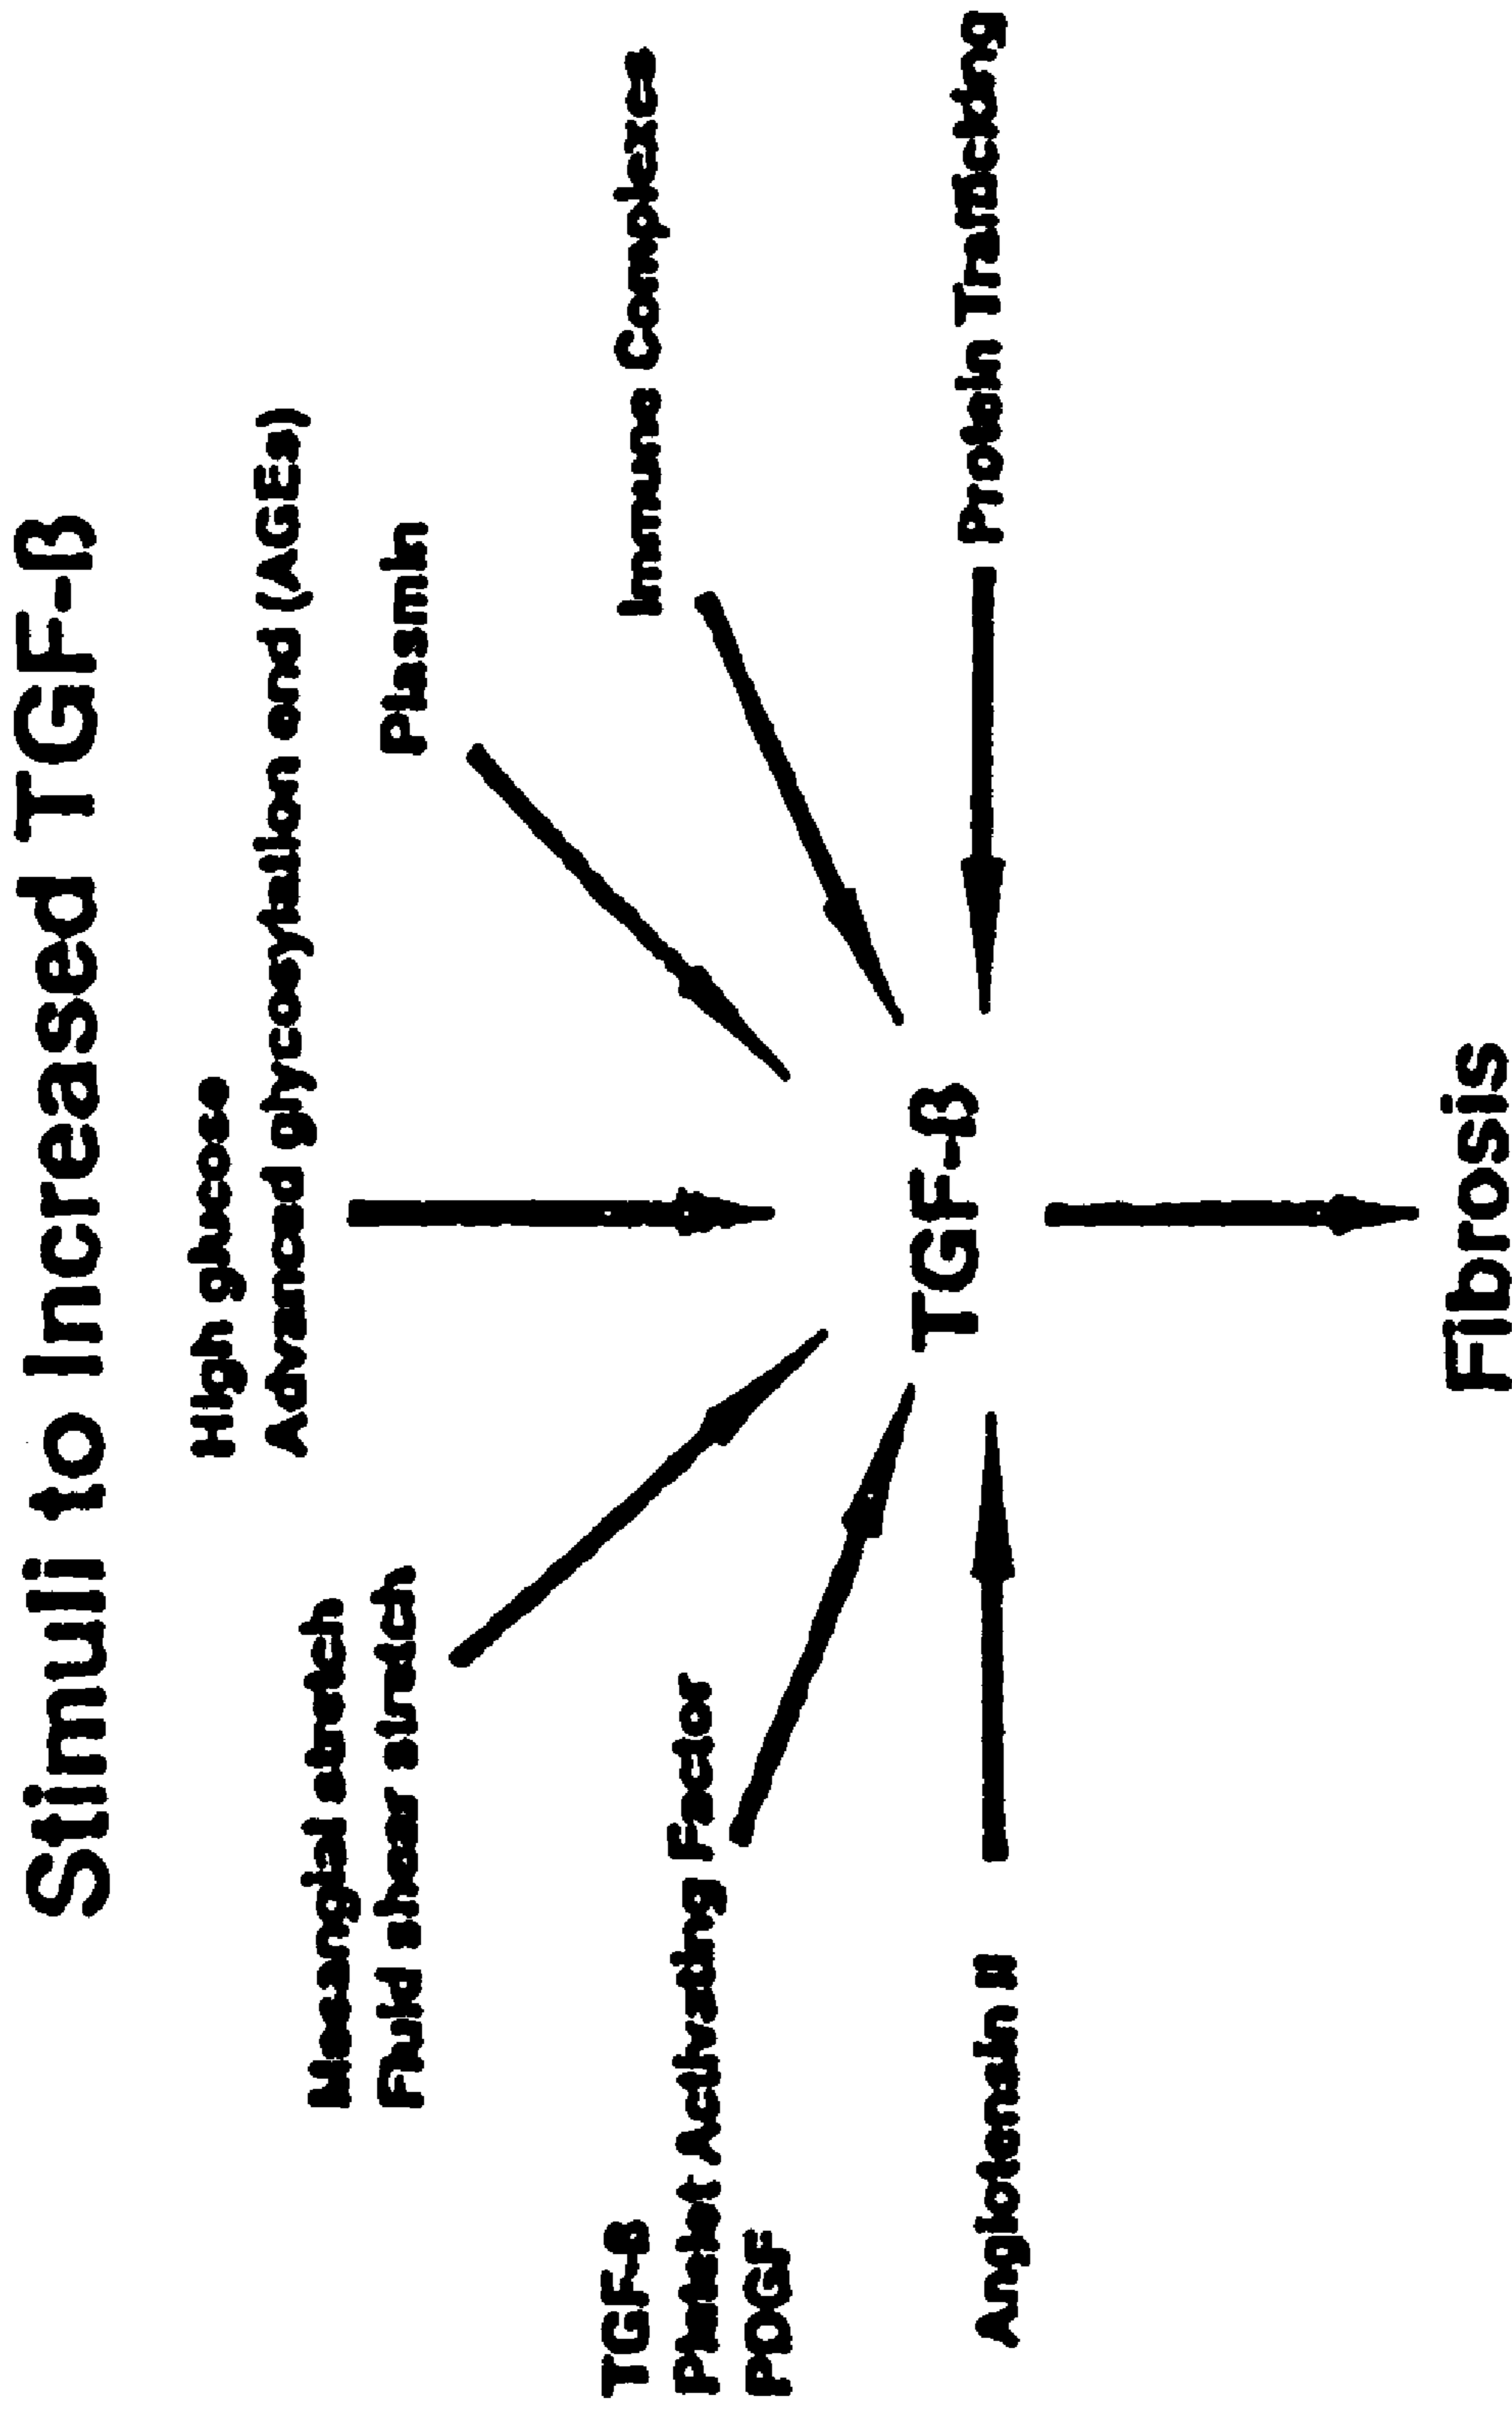 Stimuli to Increased TGF-β
High glucose
Advanced glycosylation end (AGEs)
Mesangial stretch
Fluid shear stretch
Plasmin
TGF-β
Platelet Activating Factor
PDGF
Immune Complexes
Angiotensin II
TGF-β
Protein Trafficking
Fibrosis